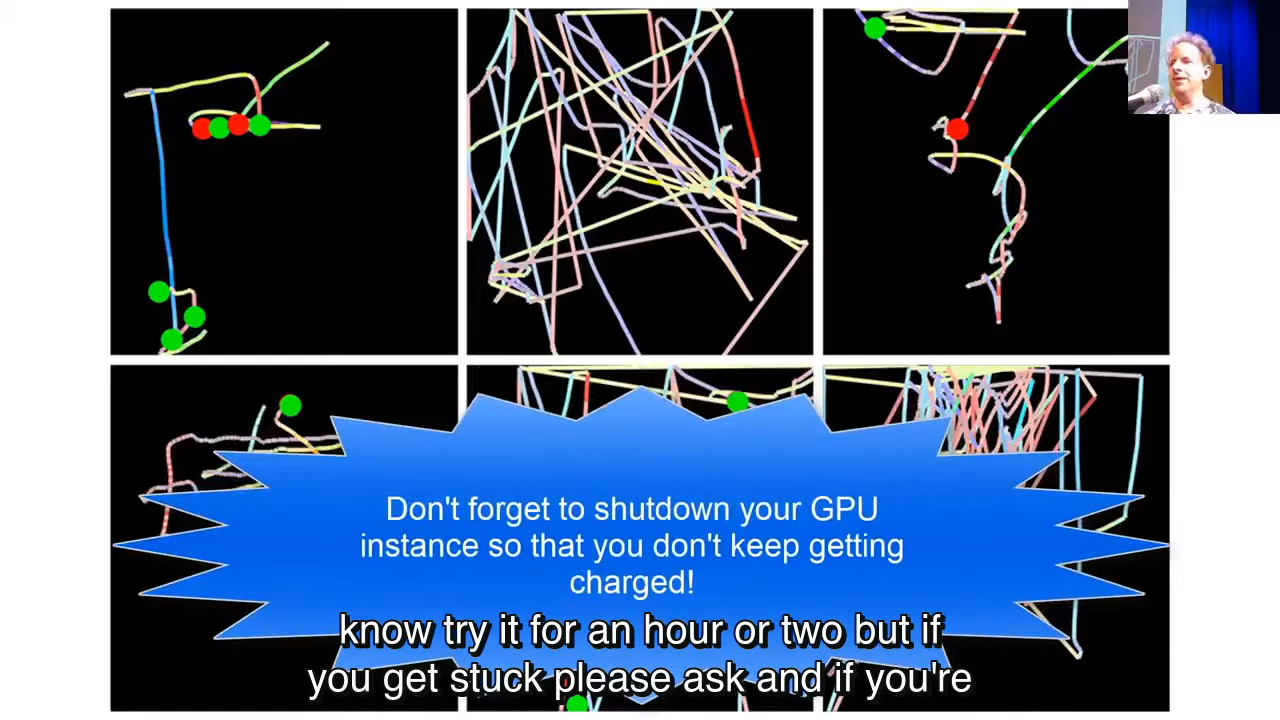 Don't forget to shutdown your GPU
instance so that you don't keep getting
charged!
know try it for an hour or two but if
you get stuck please ask and if you're